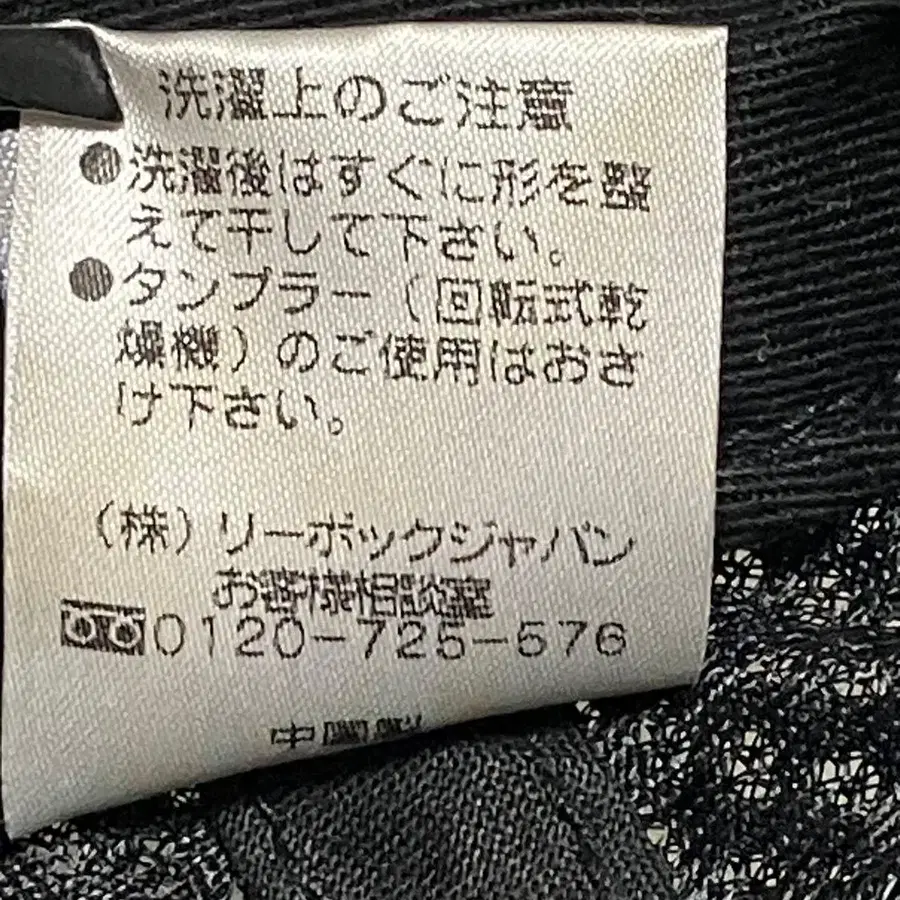 洗濯上のご注意
●洗濯後はすぐに形を整
えて干して下さい。
●タンブラー（回転式乾
燥機）のご使用はおさ
け下さい。
（株）リーボックジャパン
お客様相談室
0120-725-576
中国製